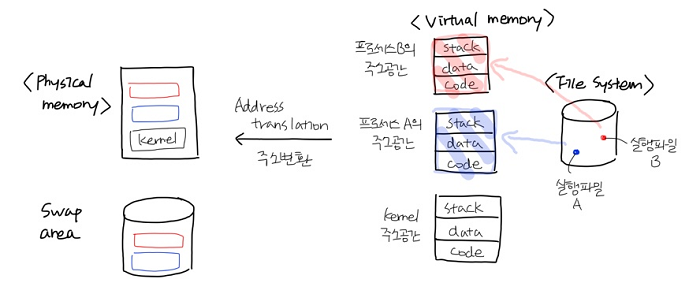 <Physical
memory>
kernel
Swap
area
Address
translation
주소변환
<Virtual memory>
프로세스B의
주소공간
stack
data
code
프로세스 A의
주소공간
stack
data
code
kernel
주소공간
stack
data
code
<File System>
실행파일
B
실행파일
A